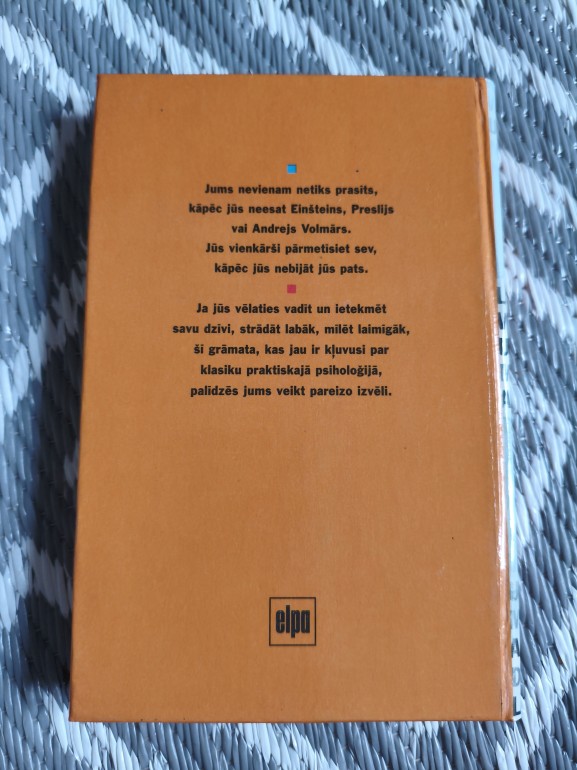 Jums nevienam netiks prasīts,
kāpēc jūs neesat Einšteins, Preslijs
vai Andrejs Volmārs.
Jūs vienkārši pārmetīsiet sev,
kāpēc jūs nebijāt jūs pats.
Ja jūs vēlaties vadīt un ietekmēt
savu dzīvi, strādāt labāk, mīlēt laimīgāk,
šī grāmata, kas jau ir kļuvusi par
klasiku praktiskajā psiholoģijā,
palīdzēs jums veikt pareizo izvēli.
elpa